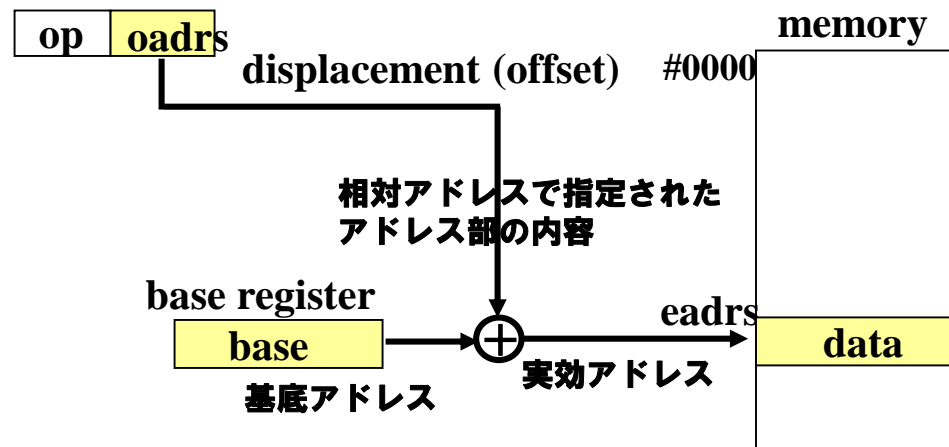 op oadrs
memory
displacement (offset)
#0000
相対アドレスで指定された
アドレス部の内容
base register
eadrs
base
data
実効アドレス
基底アドレス